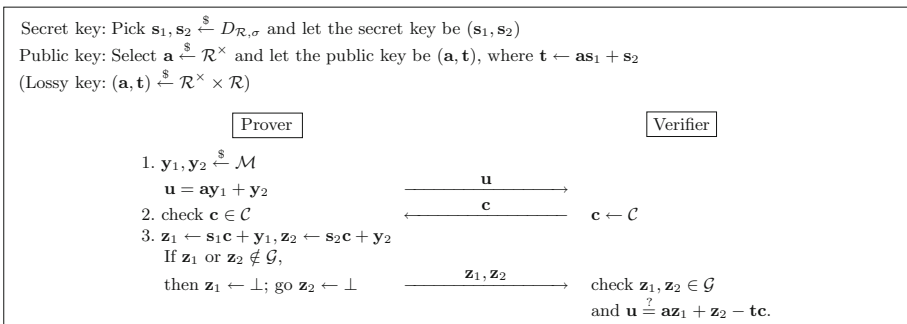 Secret key: Pick s₁, s₂ $← D_{ℛ,σ} and let the secret key be (s₁, s₂)
Public key: Select a $← ℛ^× and let the public key be (a, t), where t ← as₁ + s₂
(Lossy key: (a, t) $← ℛ^× × ℛ)
Prover Verifier
1. y₁, y₂ $← ℳ
u = ay₁ + y₂ u
2. check c ∈ 𝒞 c c ← 𝒞
3. z₁ ← s₁c + y₁, z₂ ← s₂c + y₂
If z₁ or z₂ ∉ 𝒢,
then z₁ ← ⊥; go z₂ ← ⊥ z₁, z₂ check z₁, z₂ ∈ 𝒢
and u ?= az₁ + z₂ − tc.